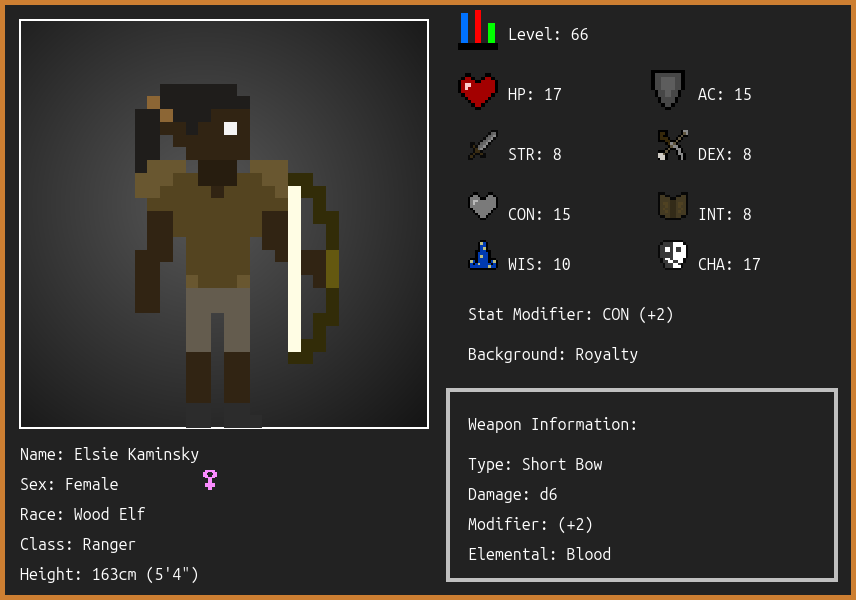 Level: 66
HP: 17
AC: 15
STR: 8
DEX: 8
CON: 15
INT: 8
WIS: 10
CHA: 17
Stat Modifier: CON (+2)
Background: Royalty
Weapon Information:
Type: Short Bow
Damage: d6
Modifier: (+2)
Elemental: Blood
Name: Elsie Kaminsky
Sex: Female
Race: Wood Elf
Class: Ranger
Height: 163cm (5'4")